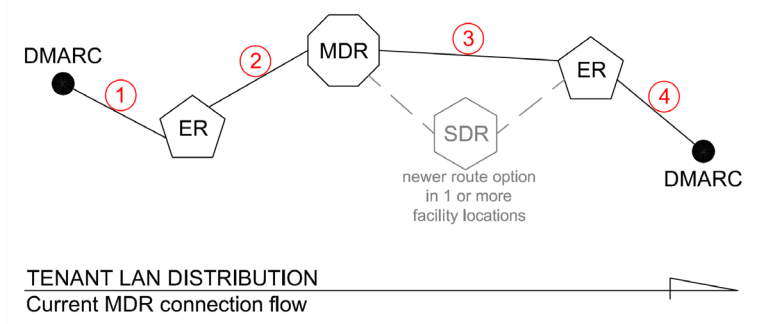 DMARC
1
ER
2
MDR
3
ER
4
DMARC
SDR
newer route option
in 1 or more
facility locations
TENANT LAN DISTRIBUTION
Current MDR connection flow